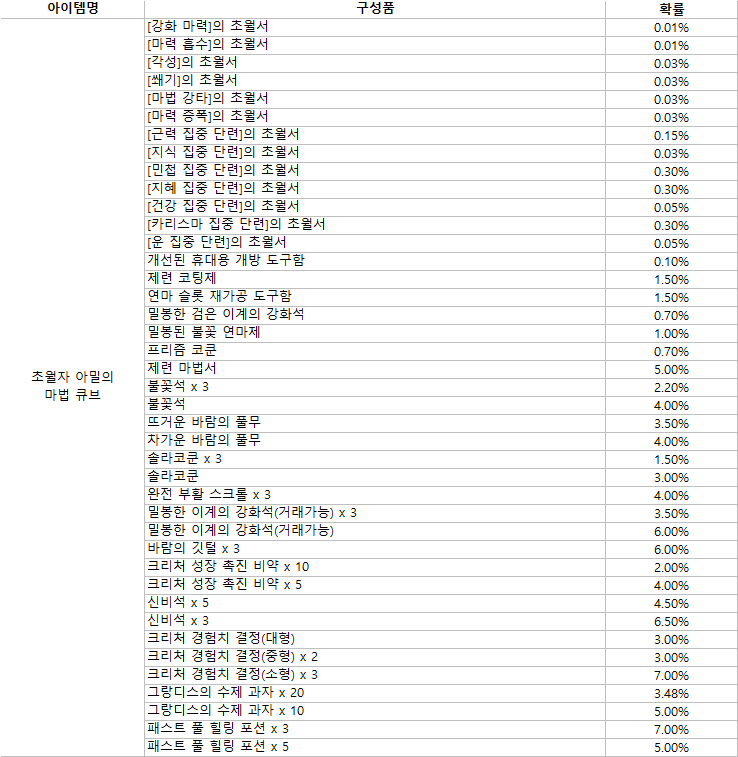 아이템명 구성품 확률
[강화 마력]의 초월서 0.01%
[마력 흡수]의 초월서 0.01%
[각성]의 초월서 0.03%
[쐐기]의 초월서 0.03%
[마법 강타]의 초월서 0.03%
[마력 증폭]의 초월서 0.03%
[근력 집중 단련]의 초월서 0.15%
[지식 집중 단련]의 초월서 0.03%
[민첩 집중 단련]의 초월서 0.30%
[지혜 집중 단련]의 초월서 0.30%
[건강 집중 단련]의 초월서 0.05%
[카리스마 집중 단련]의 초월서 0.30%
[운 집중 단련]의 초월서 0.05%
개선된 휴대용 개방 도구함 0.10%
제련 코팅제 1.50%
연마 슬롯 재가공 도구함 1.50%
밀봉한 검은 이계의 강화석 0.70%
밀봉된 불꽃 연마제 1.00%
프리즘 코쿤 0.70%
초월자 아밀의
마법 큐브
제련 마법서 5.00%
불꽃석 x 3 2.20%
불꽃석 4.00%
뜨거운 바람의 풀무 3.50%
차가운 바람의 풀무 4.00%
솔라코쿤 x 3 1.50%
솔라코쿤 3.00%
완전 부활 스크롤 x 3 4.00%
밀봉한 이계의 강화석(거래가능) x 3 3.50%
밀봉한 이계의 강화석(거래가능) 6.00%
바람의 깃털 x 3 6.00%
크리처 성장 촉진 비약 x 10 2.00%
크리처 성장 촉진 비약 x 5 4.00%
신비석 x 5 4.50%
신비석 x 3 6.50%
크리처 경험치 결정(대형) 3.00%
크리처 경험치 결정(중형) x 2 3.00%
크리처 경험치 결정(소형) x 3 7.00%
그랑디스의 수제 과자 x 20 3.48%
그랑디스의 수제 과자 x 10 5.00%
패스트 풀 힐링 포션 x 3 7.00%
패스트 풀 힐링 포션 x 5 5.00%